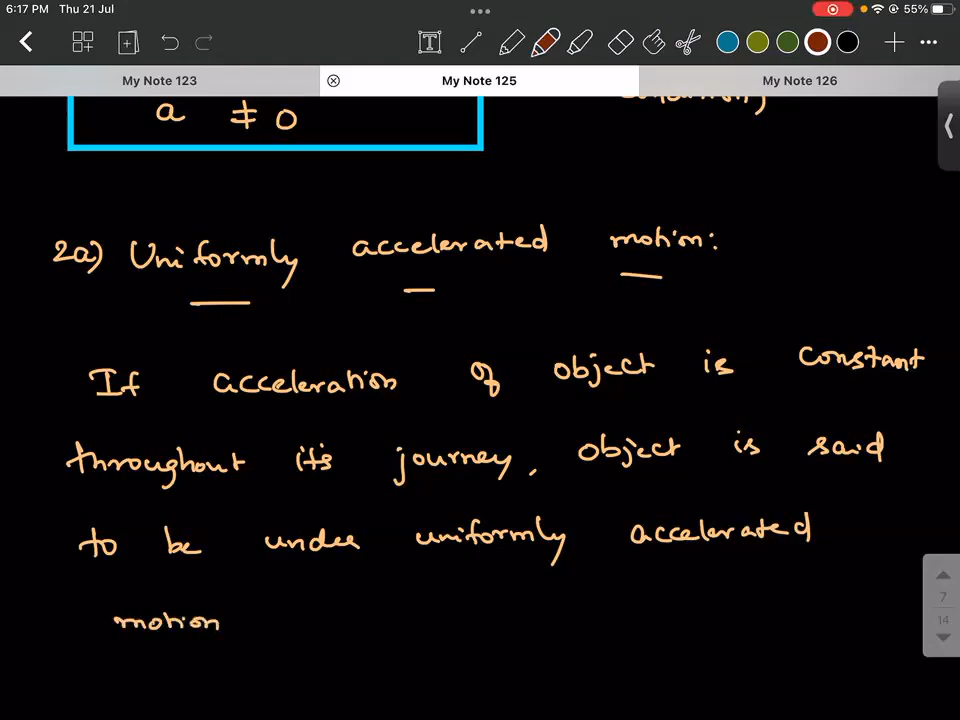 6:17 PM Thu 21 Jul
55%
My Note 123
My Note 125
My Note 126
a ≠ 0
2a) Uniformly accelerated motion:
If acceleration of object is constant
throughout its journey, object is said
to be under uniformly accelerated
motion
7
14